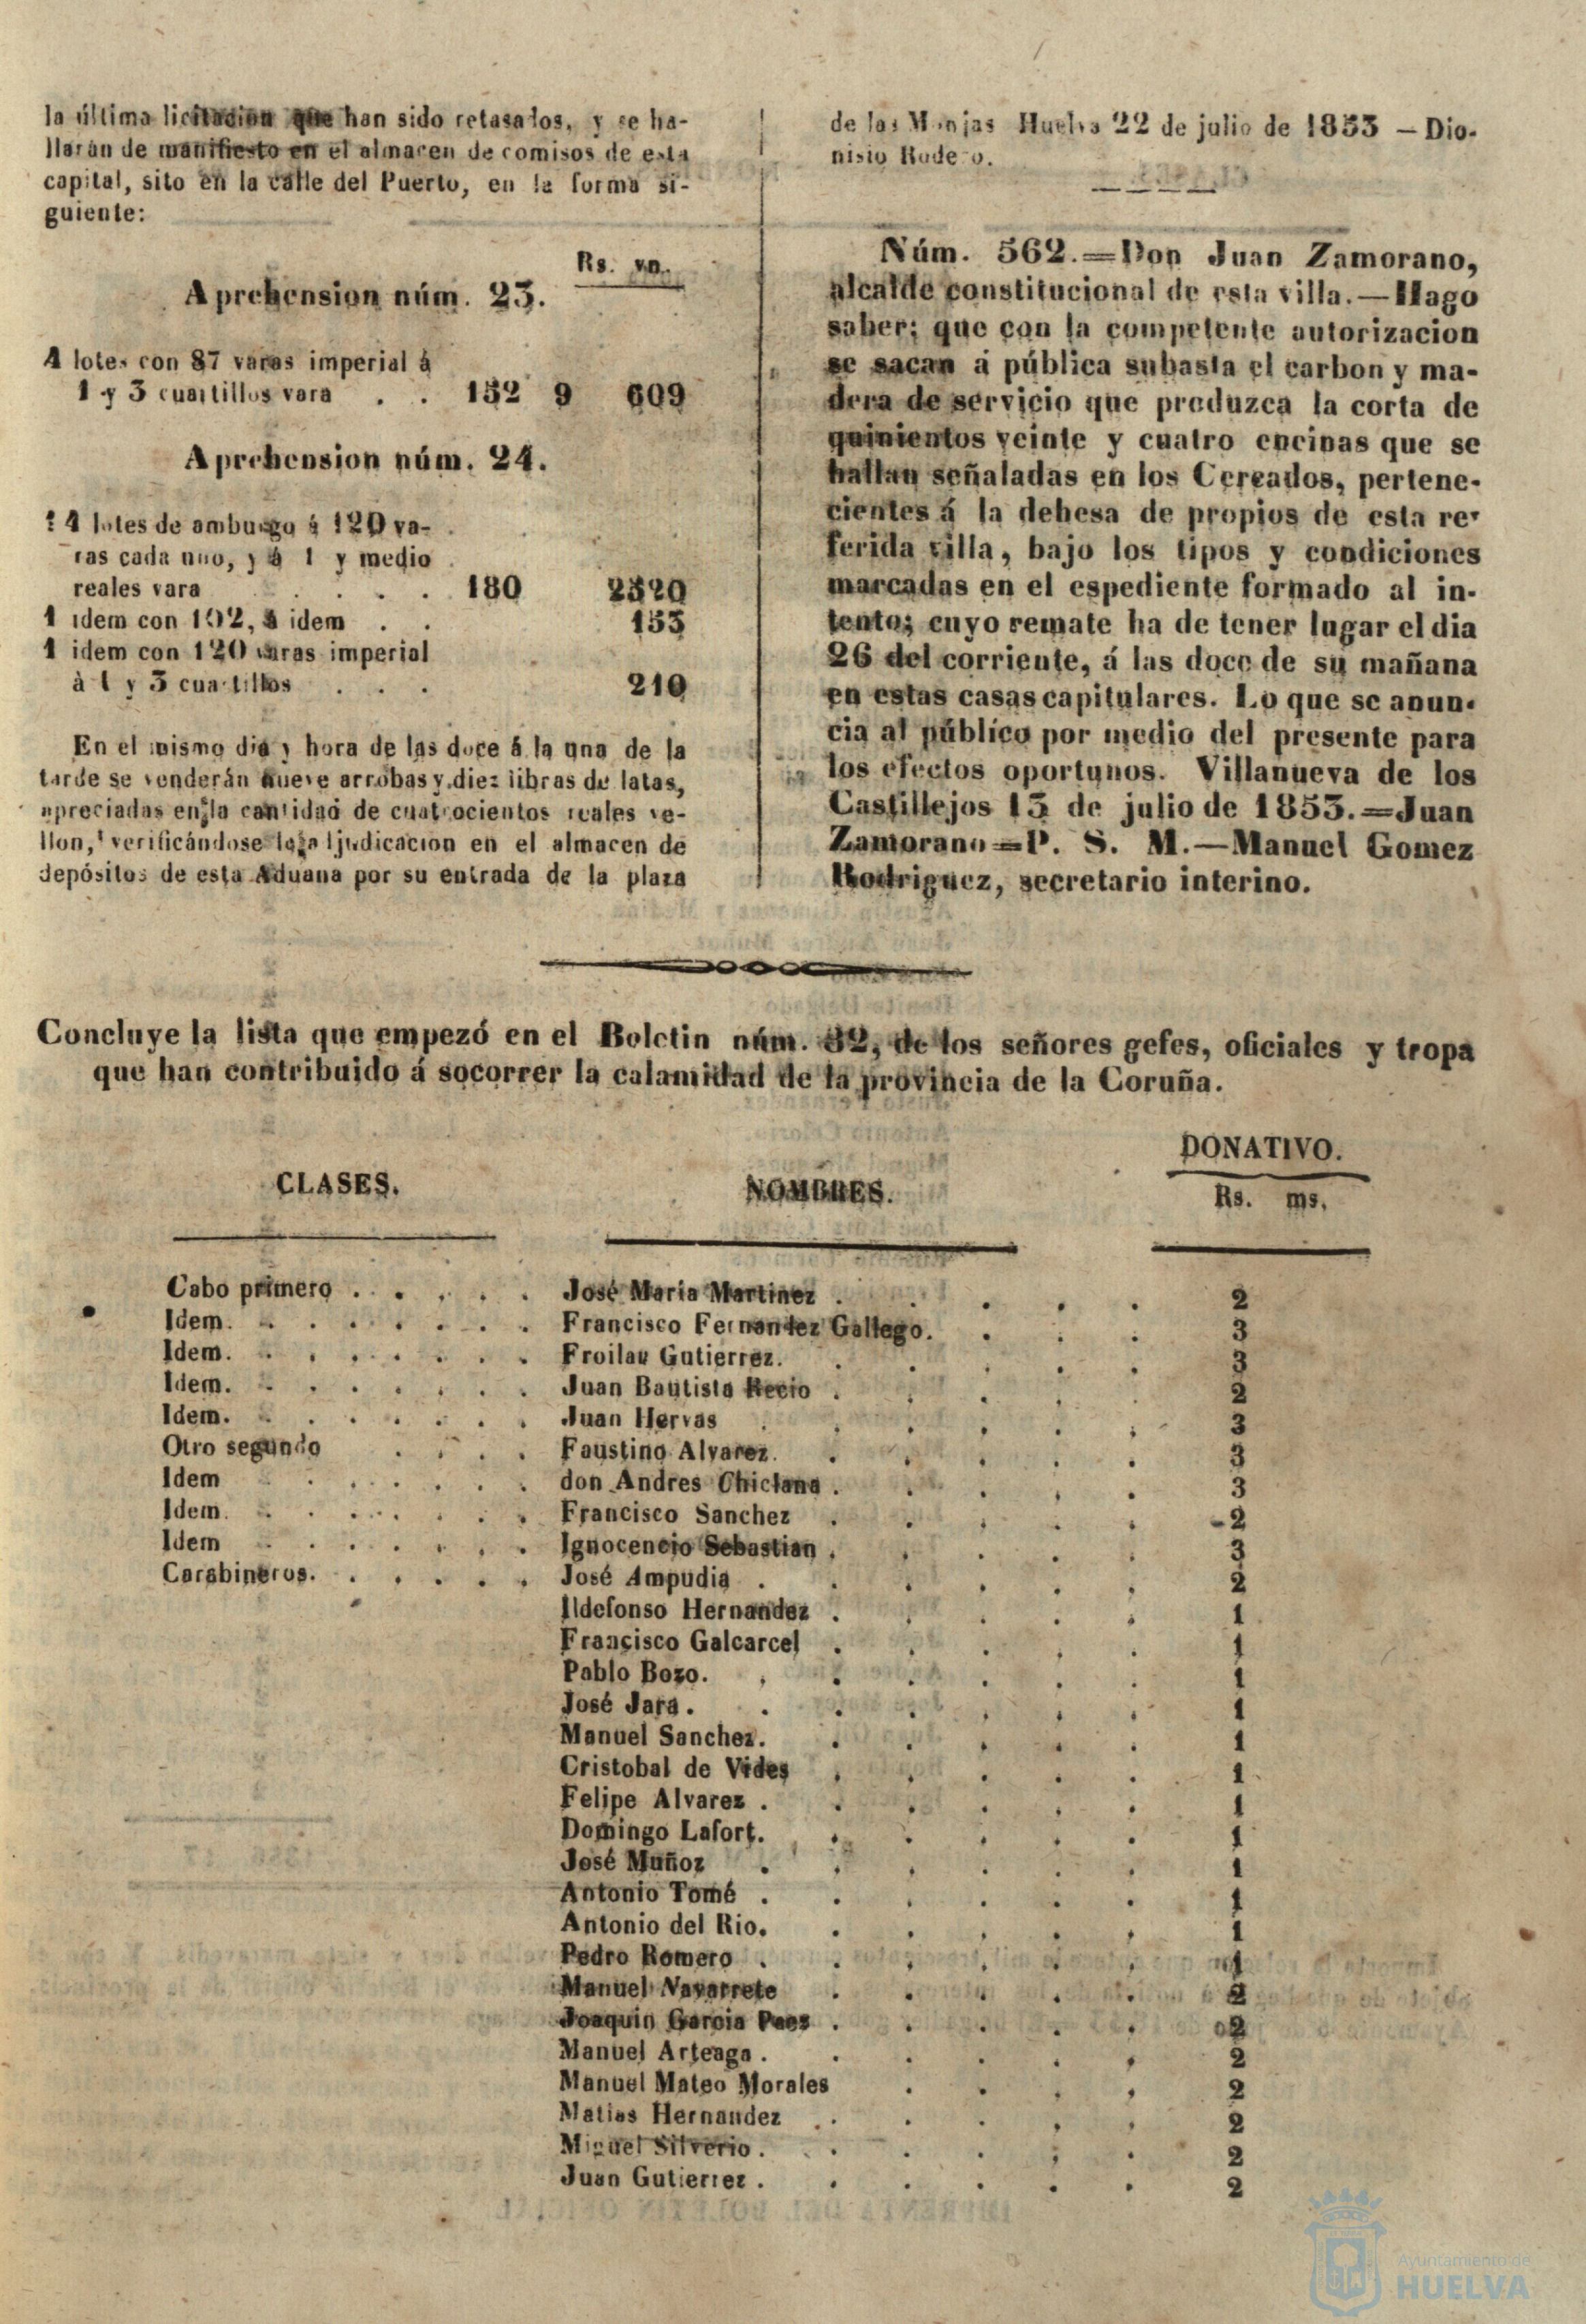 la última licitacion que han sido retasados, y se ha-
llarán de manifiesto en el almacen de comisos de esta
capital, sito en la calle del Puerto, en la forma si-
guiente:
Rs. vn.
Aprehension núm. 23.
4 lotes con 87 varas imperial á
1 y 3 cuartillos vara . . 152 9 609
Aprehension núm. 24.
14 lotes de amburgo á 120 va-
ras cada uno, y á 1 y medio
reales vara . . . . 180 2520
1 idem con 102, á idem . . 153
1 idem con 120 varas imperial
à 1 y 3 cuartillos . . . 210
En el mismo dia y hora de las doce á la una de la
tarde se venderán nueve arrobas y diez libras de latas,
apreciadas en la cantidad de cuatrocientos reales ve-
llon, verificándose la adjudicacion en el almacen de
depósitos de esta Aduana por su entrada de la plaza
de las Monjas Huelva 22 de julio de 1853 — Dio-
nisio Rodero.
Núm. 562.=Don Juan Zamorano,
alcalde constitucional de esta villa.—Hago
saber; que con la competente autorizacion
se sacan á pública subasta el carbon y ma-
dera de servicio que produzca la corta de
quinientos veinte y cuatro encinas que se
hallan señaladas en los Cercados, pertene-
cientes á la dehesa de propios de esta re-
ferida villa, bajo los tipos y condiciones
marcadas en el espediente formado al in-
tento; cuyo remate ha de tener lugar el dia
26 del corriente, á las doce de su mañana
en estas casas capitulares. Lo que se anun-
cia al público por medio del presente para
los efectos oportunos. Villanueva de los
Castillejos 15 de julio de 1853.=Juan
Zamorano=P. S. M.—Manuel Gomez
Rodriguez, secretario interino.
Concluye la lista que empezó en el Boletin núm. 82, de los señores gefes, oficiales y tropa
que han contribuido á socorrer la calamidad de la provincia de la Coruña.
CLASES. NOMBRES. DONATIVO.
Rs. ms.
Cabo primero . . . . . José Maria Martinez . . . . . 2
Idem. . . . . . . . Francisco Fernandez Gallego. . . . 3
Idem. . . . . . . . Froilan Gutierrez. . . . . . 3
Idem. . . . . . . . Juan Bautista Recio . . . . . 2
Idem. . . . . . . . Juan Hervas . . . . . . 3
Otro segundo . . . . Faustino Alvarez. . . . . . 3
Idem . . . . . . don Andres Chiclana . . . . . 3
Idem. . . . . . . . Francisco Sanchez . . . . . 2
Idem . . . . . . . Ignocencio Sebastian . . . . . 3
Carabineros. . . . . . José Ampudia . . . . . . 2
Ildefonso Hernandez . . . . . 1
Francisco Galcarcel . . . . . 1
Pablo Bozo. . . . . . . 1
José Jara. . . . . . . 1
Manuel Sanchez. . . . . . 1
Cristobal de Vides . . . . . 1
Felipe Alvarez . . . . . . 1
Domingo Lafort. . . . . . 1
José Muñoz . . . . . . 1
Antonio Tomé . . . . . . 1
Antonio del Rio. . . . . . 1
Pedro Romero . . . . . . 1
Manuel Navarrete . . . . . 2
Joaquin Garcia Paes . . . . . 2
Manuel Arteaga . . . . . . 2
Manuel Mateo Morales . . . . 2
Matias Hernandez . . . . . 2
Miguel Silverio . . . . . . 2
Juan Gutierrez . . . . . . 2
Ayuntamiento de
HUELVA